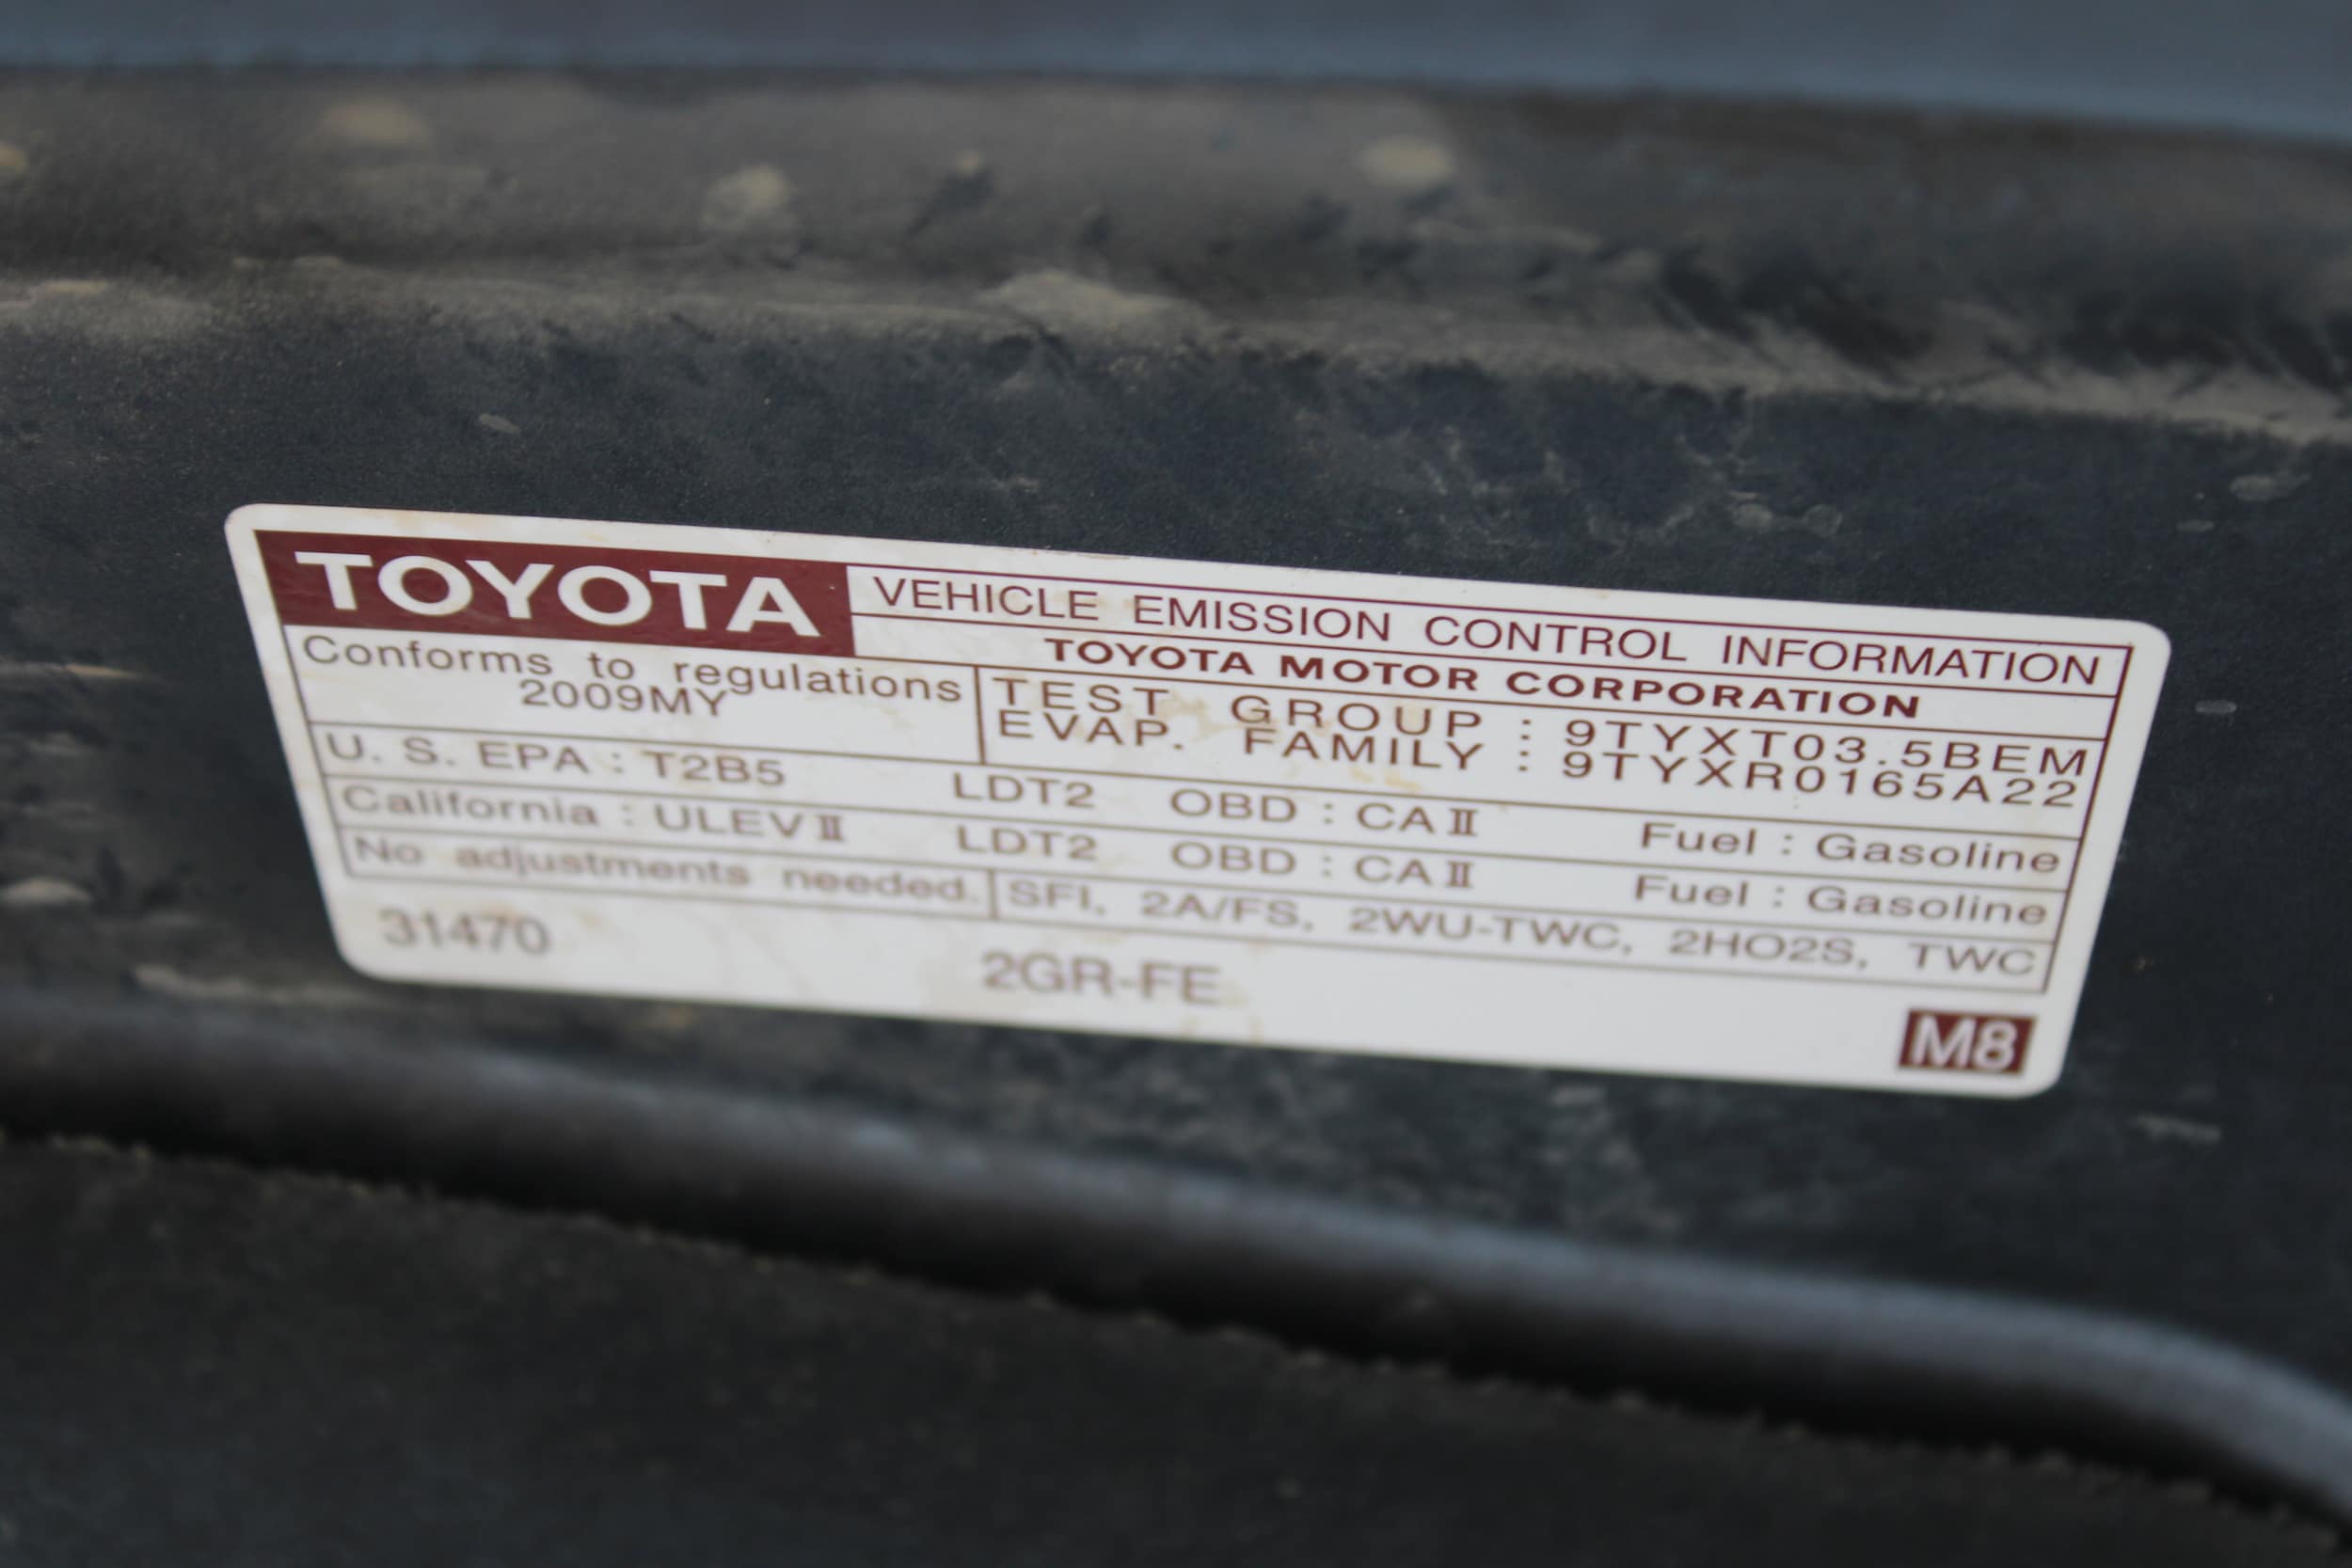 TOYOTA VEHICLE EMISSION CONTROL INFORMATION
TOYOTA MOTOR CORPORATION
Conforms to regulations
2009MY
TEST GROUP : 9TYXT03.5BEM
EVAP. FAMILY : 9TYXR0165A22
U. S. EPA : T2B5 LDT2 OBD : CAⅡ Fuel : Gasoline
California : ULEVⅡ LDT2 OBD : CAⅡ Fuel : Gasoline
No adjustments needed. SFI, 2A/FS, 2WU-TWC, 2HO2S, TWC
31470 2GR-FE M8